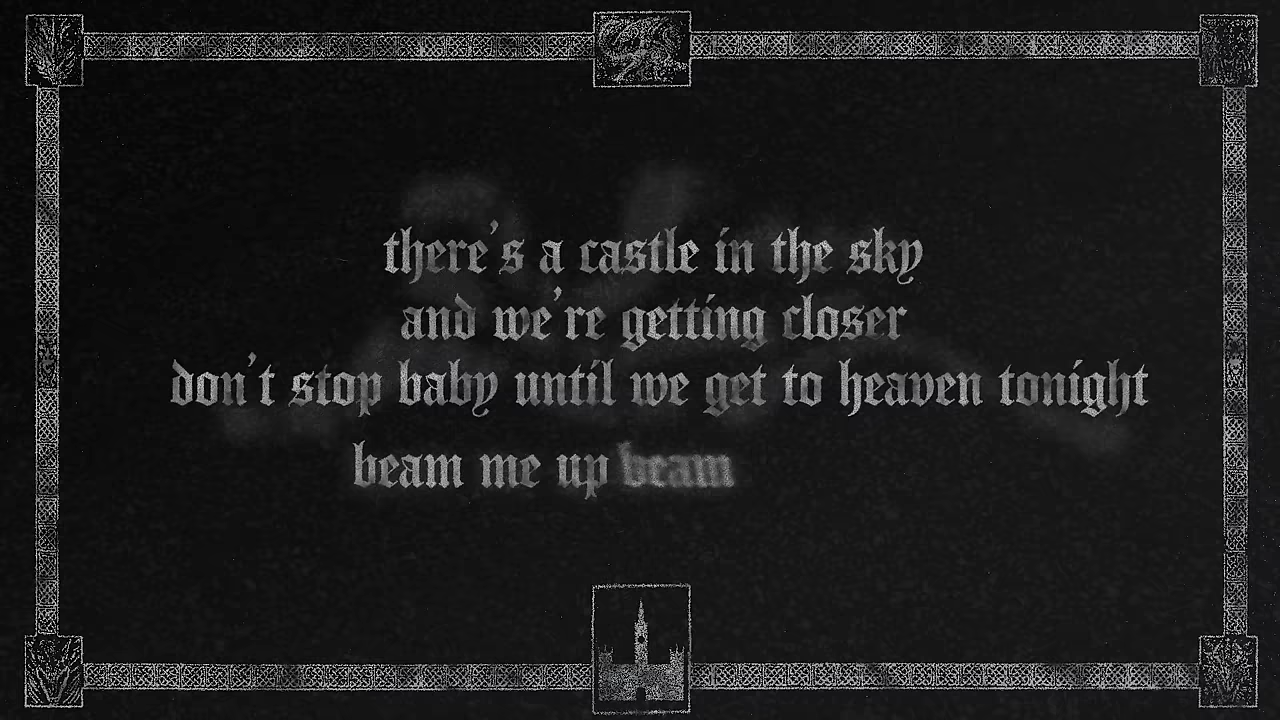 there's a castle in the sky
and we're getting closer
don't stop baby until we get to heaven tonight
beam me up beam